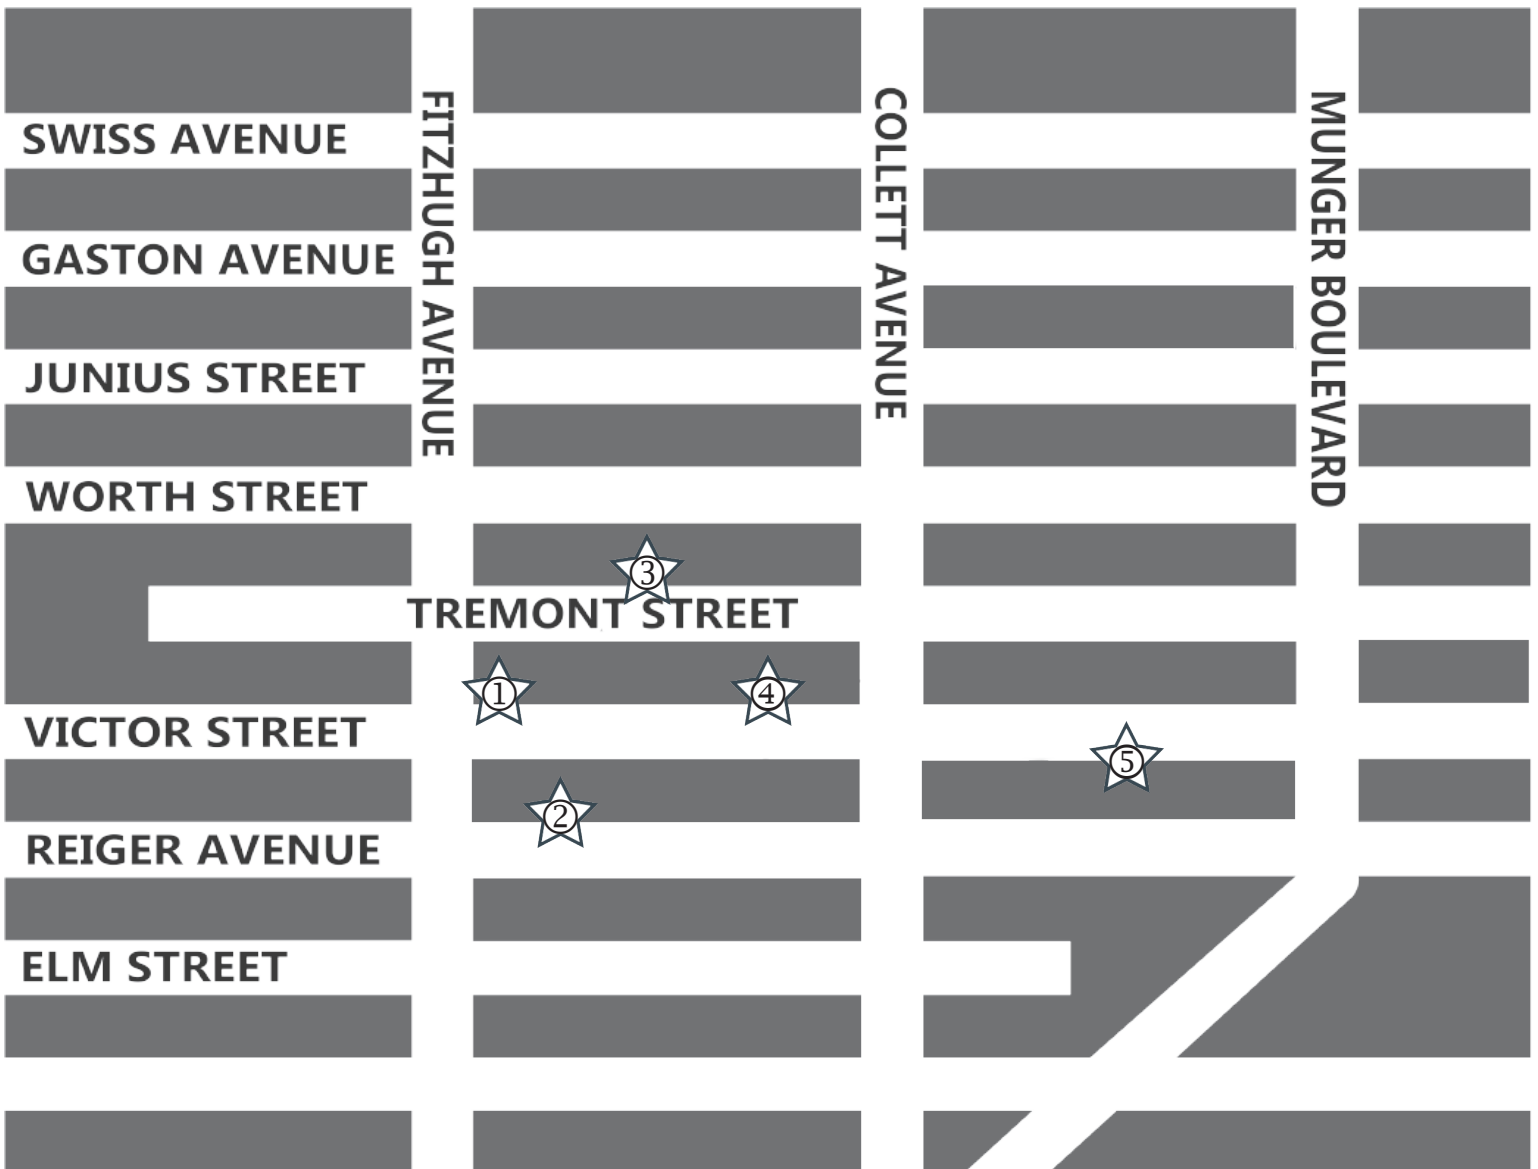 FITZHUGH AVENUE
COLLETT AVENUE
MUNGER BOULEVARD
SWISS AVENUE
GASTON AVENUE
JUNIUS STREET
WORTH STREET
3
TREMONT STREET
1
4
VICTOR STREET
5
2
REIGER AVENUE
ELM STREET